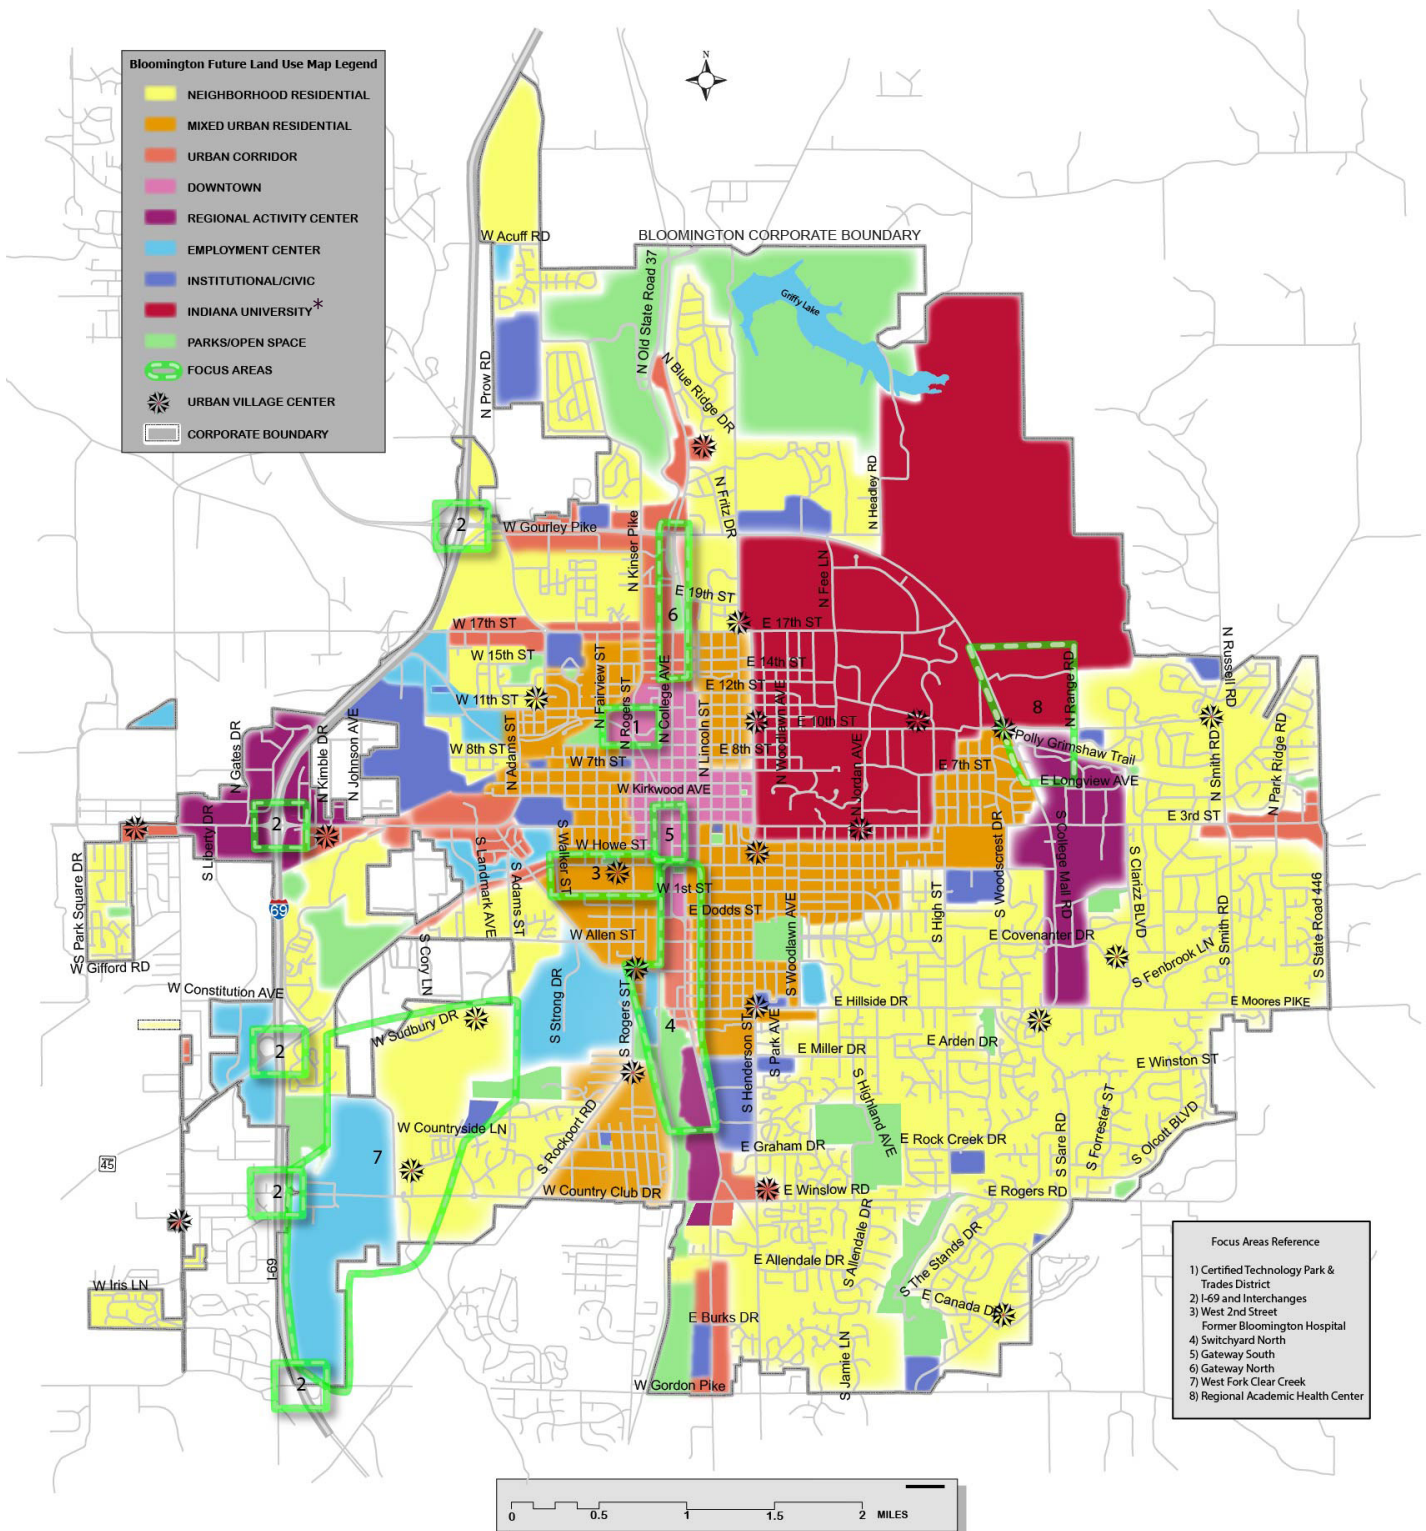 N
Bloomington Future Land Use Map Legend
NEIGHBORHOOD RESIDENTIAL
MIXED URBAN RESIDENTIAL
URBAN CORRIDOR
DOWNTOWN
REGIONAL ACTIVITY CENTER
EMPLOYMENT CENTER
INSTITUTIONAL/CIVIC
INDIANA UNIVERSITY*
PARKS/OPEN SPACE
FOCUS AREAS
URBAN VILLAGE CENTER
CORPORATE BOUNDARY
W Acuff RD
BLOOMINGTON CORPORATE BOUNDARY
Griffy Lake
N Old State Road 37
N Prow RD
N Blue Ridge DR
N Headley RD
N Fritz DR
2
W Gourley Pike
N Kinser Pike
N Fee LN
E 19th ST
6
W 17th ST
E 17th ST
W 15th ST
N Fairview ST
E 14th ST
N Range RD
N Russell RD
W 11th ST
N Rogers ST
N College AVE
E 12th ST
N Woodlawn AVE
8
N Gates DR
N Kimble DR
N Johnson AVE
W 8th ST
N Adams ST
1
N Lincoln ST
E 10th ST
E 8th ST
N Jordan AVE
Polly Grimshaw Trail
N Smith RD
N Park Ridge RD
W 7th ST
E 7th ST
E Longview AVE
W Kirkwood AVE
2
S Liberty DR
E 3rd ST
S Park Square DR
S Landmark AVE
S Adams ST
S Walker ST
W Howe ST
5
3
S Woodscrest DR
S College Mall RD
S Clarizz BLVD
W 1st ST
69
E Dodds ST
S Woodlawn AVE
S High ST
S State Road 446
W Allen ST
S Cory LN
E Covenanter DR
S Fenbrook LN
S Smith RD
W Gifford RD
W Constitution AVE
S Strong DR
S Rogers ST
E Hillside DR
E Moores PIKE
W Sudbury DR
4
2
S Henderson ST
S Park AVE
E Miller DR
E Arden DR
E Winston ST
S Highland AVE
S Sare RD
S Forrester ST
S Olcott BLVD
W Countryside LN
S Rockport RD
E Graham DR
E Rock Creek DR
7
45
2
W Country Club DR
E Winslow RD
E Rogers RD
S Allendale DR
S The Stands DR
I-69
E Allendale DR
W Iris LN
E Canada DR
E Burks DR
S Jamie LN
2
W Gordon Pike
Focus Areas Reference
1) Certified Technology Park &
Trades District
2) I-69 and Interchanges
3) West 2nd Street
Former Bloomington Hospital
4) Switchyard North
5) Gateway South
6) Gateway North
7) West Fork Clear Creek
8) Regional Academic Health Center
0 0.5 1 1.5 2 MILES